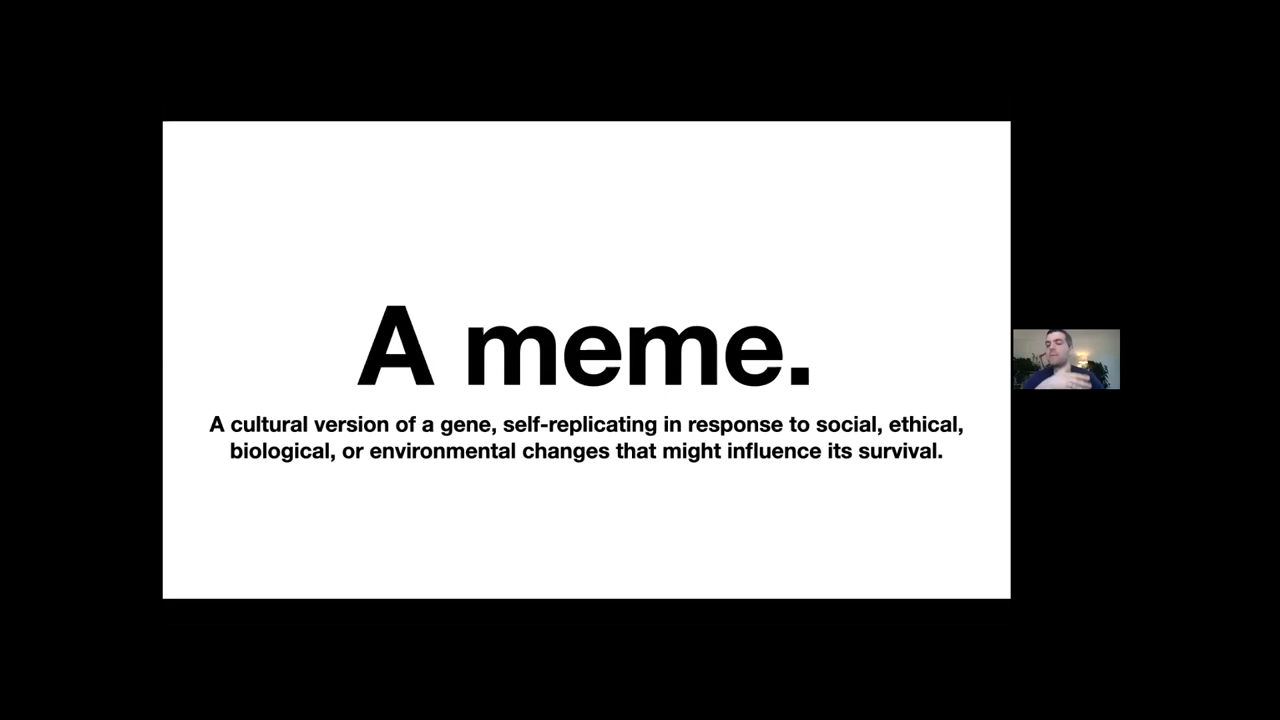 A meme.
A cultural version of a gene, self-replicating in response to social, ethical,
biological, or environmental changes that might influence its survival.